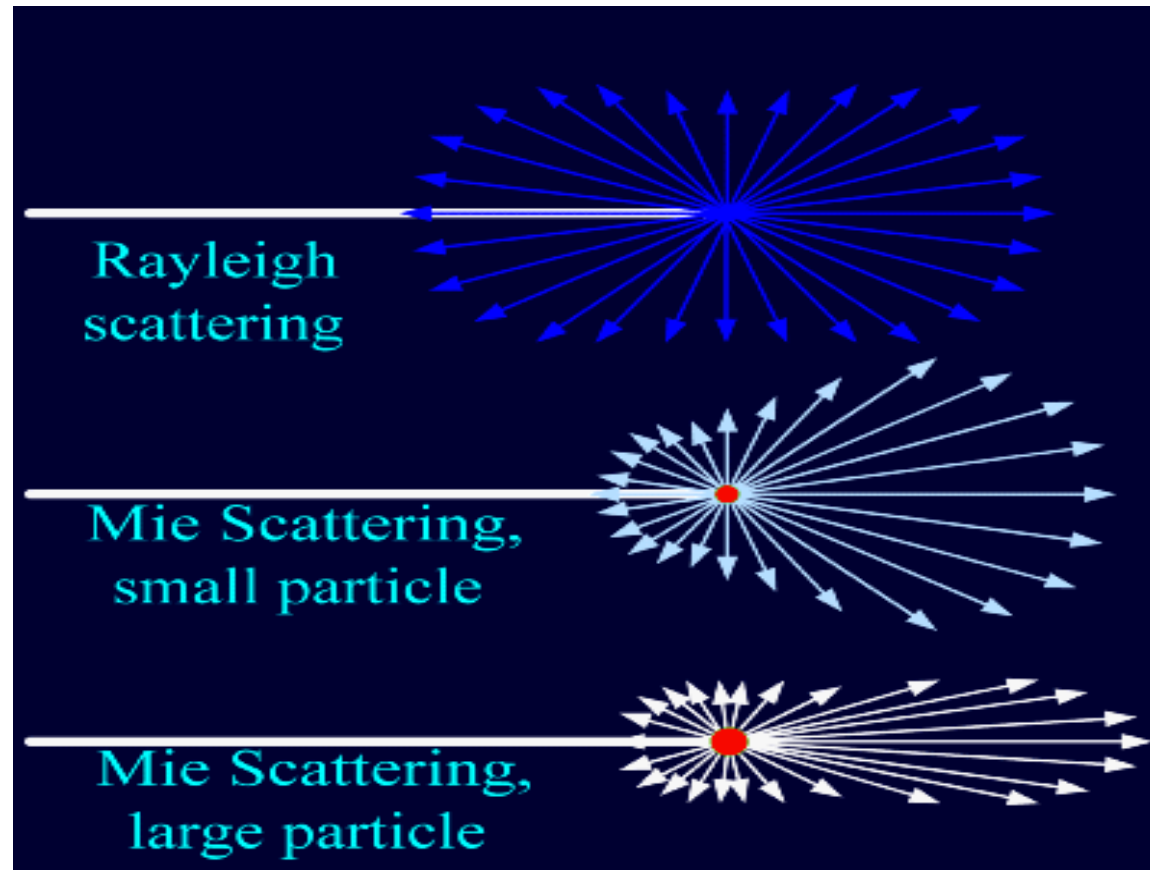 Rayleigh
scattering
Mie Scattering,
small particle
Mie Scattering,
large particle